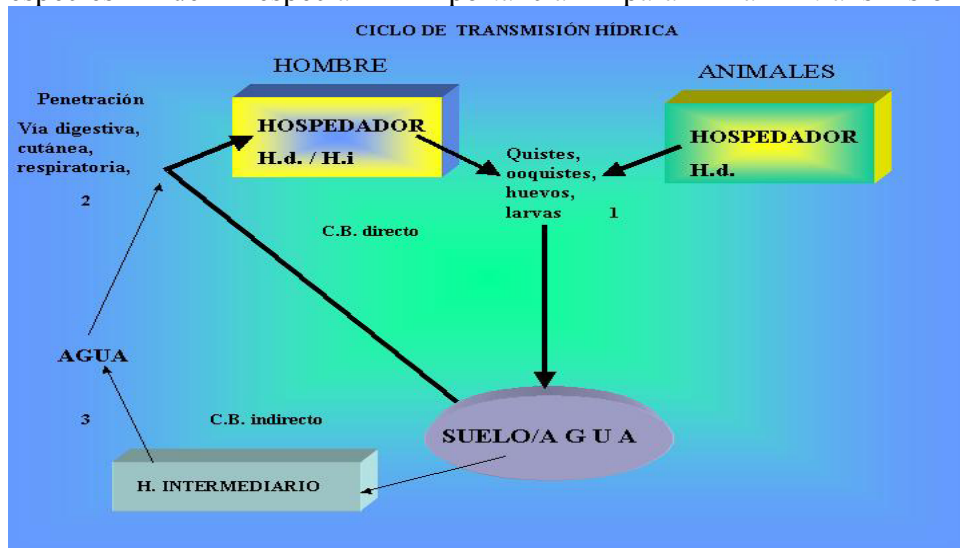 CICLO DE TRANSMISIÓN HÍDRICA
HOMBRE
ANIMALES
Penetración
Vía digestiva,
cutánea,
respiratoria,
2
HOSPEDADOR
H.d. / H.i
Quistes,
ooquistes,
huevos,
larvas 1
HOSPEDADOR
H.d.
C.B. directo
AGUA
3
C.B. indirecto
SUELO/A G U A
H. INTERMEDIARIO